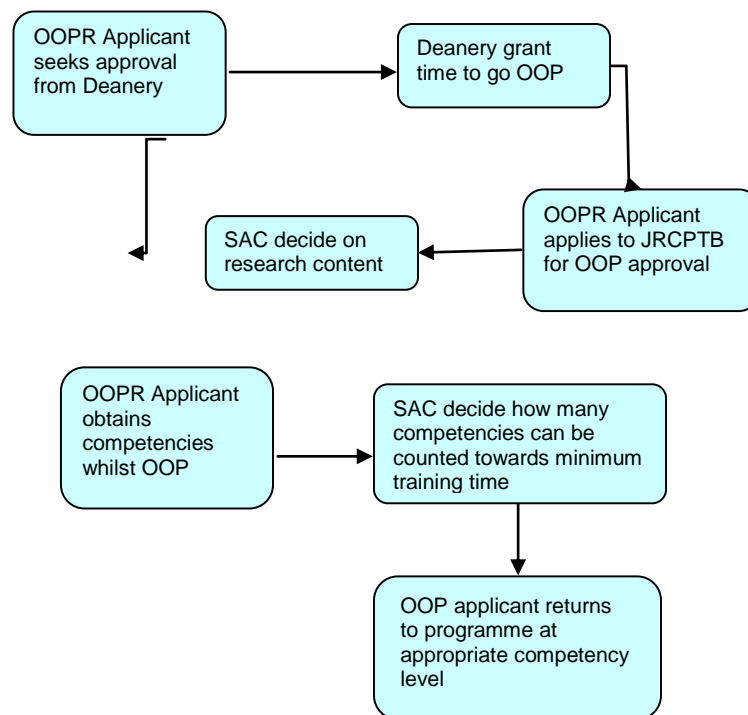 OOPR Applicant
seeks approval
from Deanery
Deanery grant
time to go OOP
OOPR Applicant
applies to JRCPTB
for OOP approval
SAC decide on
research content
OOPR Applicant
obtains
competencies
whilst OOP
SAC decide how many
competencies can be
counted towards minimum
training time
OOP applicant returns
to programme at
appropriate competency
level